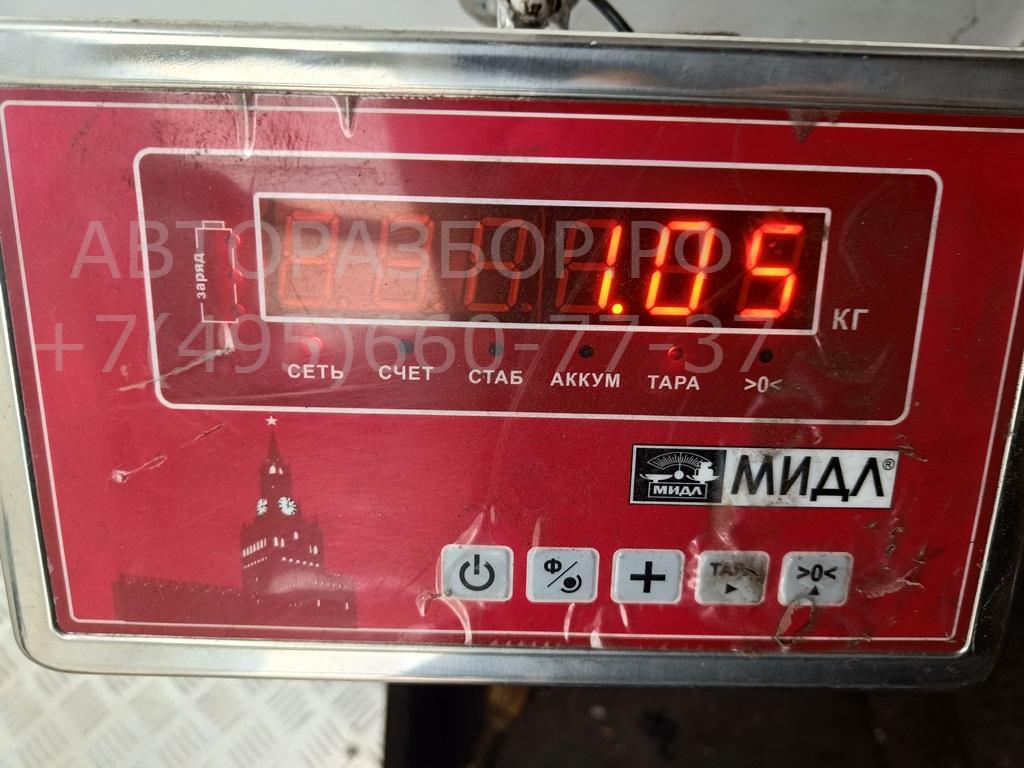 АВТОРАЗБОР.РФ
+7(495)660-77-37
заряд
1.05
КГ
СЕТЬ СЧЕТ СТАБ АККУМ ТАРА >0<
МИДЛ МИДЛ®
Ф + ТАРА >0<